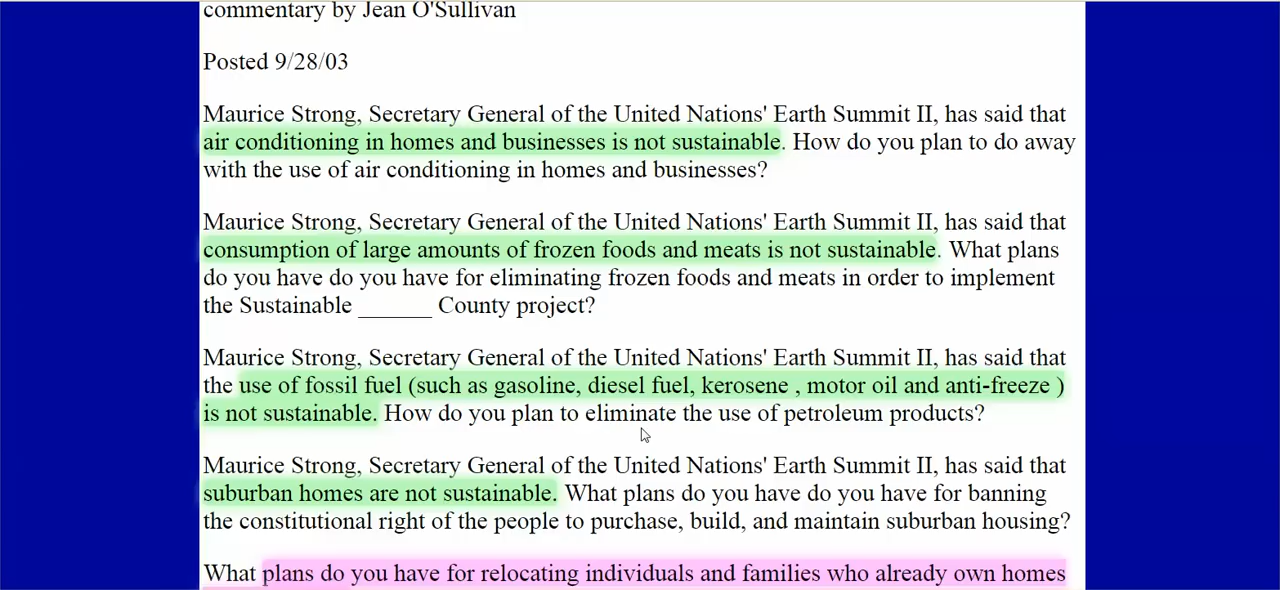 commentary by Jean O'Sullivan
Posted 9/28/03
Maurice Strong, Secretary General of the United Nations' Earth Summit II, has said that
air conditioning in homes and businesses is not sustainable. How do you plan to do away
with the use of air conditioning in homes and businesses?
Maurice Strong, Secretary General of the United Nations' Earth Summit II, has said that
consumption of large amounts of frozen foods and meats is not sustainable. What plans
do you have do you have for eliminating frozen foods and meats in order to implement
the Sustainable ______ County project?
Maurice Strong, Secretary General of the United Nations' Earth Summit II, has said that
the use of fossil fuel (such as gasoline, diesel fuel, kerosene , motor oil and anti-freeze )
is not sustainable. How do you plan to eliminate the use of petroleum products?
Maurice Strong, Secretary General of the United Nations' Earth Summit II, has said that
suburban homes are not sustainable. What plans do you have do you have for banning
the constitutional right of the people to purchase, build, and maintain suburban housing?
What plans do you have for relocating individuals and families who already own homes